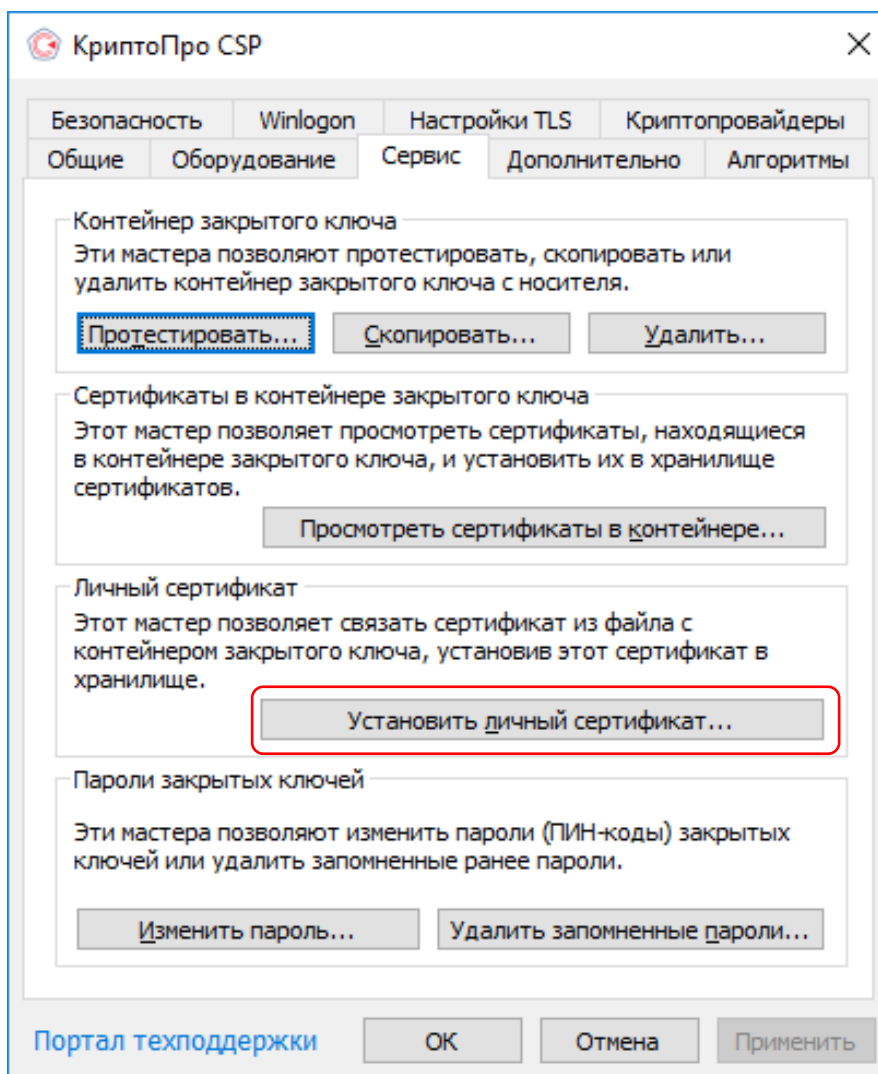 КриптоПро CSP
Безопасность Winlogon Настройки TLS Криптопровайдеры
Общие Оборудование Сервис Дополнительно Алгоритмы
Контейнер закрытого ключа
Эти мастера позволяют протестировать, скопировать или
удалить контейнер закрытого ключа с носителя.
Протестировать... Скопировать... Удалить...
Сертификаты в контейнере закрытого ключа
Этот мастер позволяет просмотреть сертификаты, находящиеся
в контейнере закрытого ключа, и установить их в хранилище
сертификатов.
Просмотреть сертификаты в контейнере...
Личный сертификат
Этот мастер позволяет связать сертификат из файла с
контейнером закрытого ключа, установив этот сертификат в
хранилище.
Установить личный сертификат...
Пароли закрытых ключей
Эти мастера позволяют изменить пароли (ПИН-коды) закрытых
ключей или удалить запомненные ранее пароли.
Изменить пароль... Удалить запомненные пароли...
Портал техподдержки ОК Отмена Применить